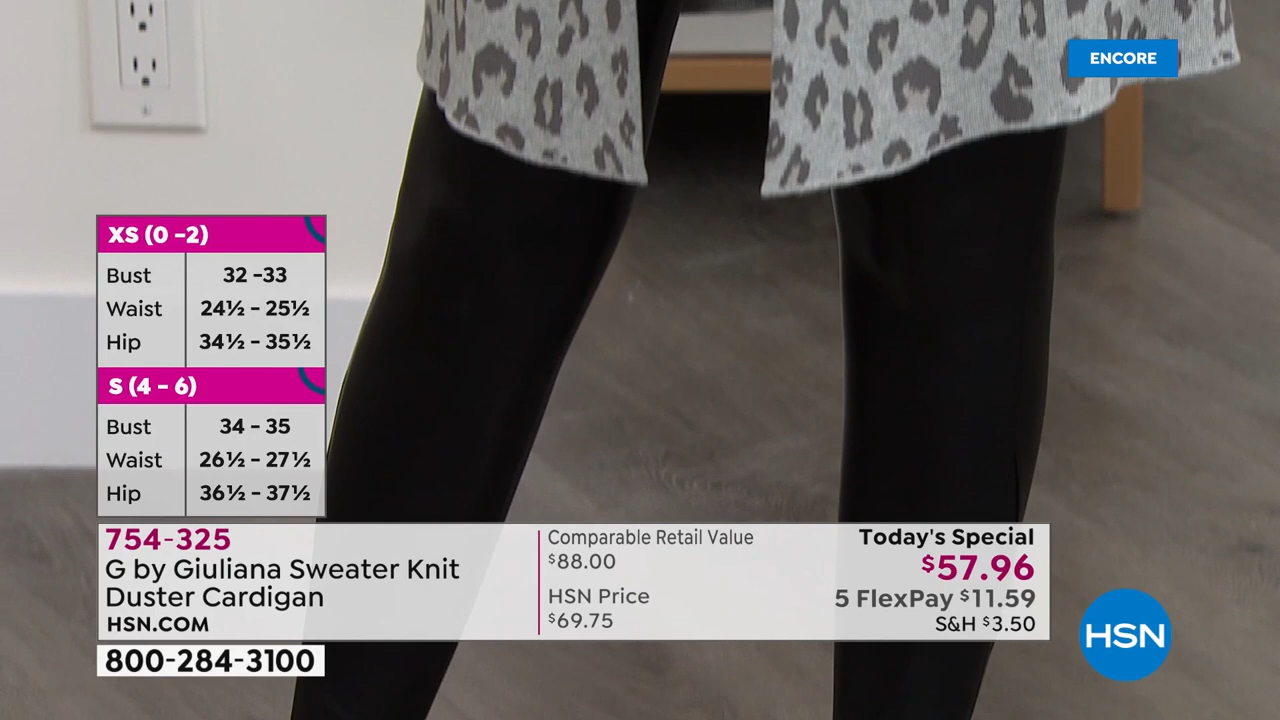 ENCORE
XS (0 -2)
Bust 32 -33
Waist 24½ - 25½
Hip 34½ - 35½
S (4 - 6)
Bust 34 - 35
Waist 26½ - 27½
Hip 36½ - 37½
754-325
G by Giuliana Sweater Knit
Duster Cardigan
HSN.COM
Comparable Retail Value
$88.00
HSN Price
$69.75
Today's Special
$57.96
5 FlexPay $11.59
S&H $3.50
800-284-3100
HSN